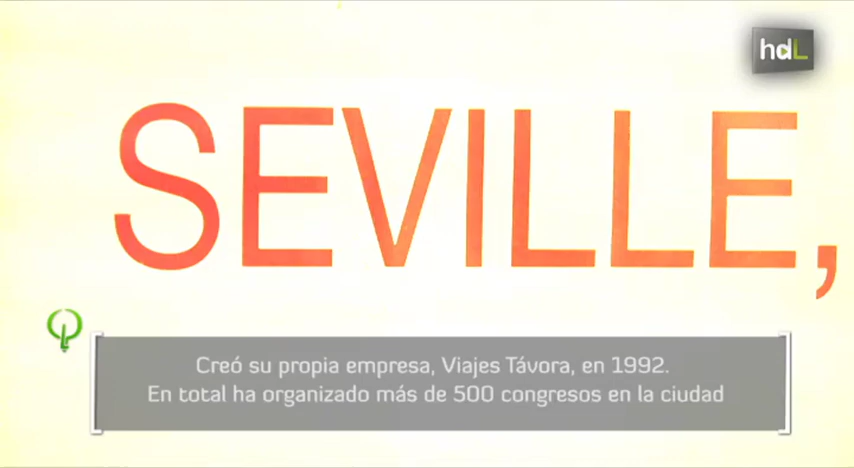 hdL
SEVILLE,
Creó su propia empresa, Viajes Távora, en 1992.
En total ha organizado más de 500 congresos en la ciudad